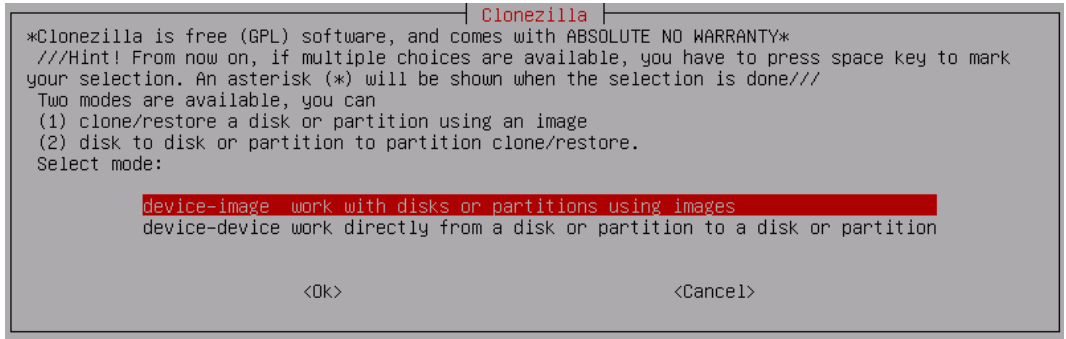 Clonezilla
*Clonezilla is free (GPL) software, and comes with ABSOLUTE NO WARRANTY*
///Hint! From now on, if multiple choices are available, you have to press space key to mark
your selection. An asterisk (*) will be shown when the selection is done///
Two modes are available, you can
(1) clone/restore a disk or partition using an image
(2) disk to disk or partition to partition clone/restore.
Select mode:
device-image work with disks or partitions using images
device-device work directly from a disk or partition to a disk or partition
<Ok> <Cancel>